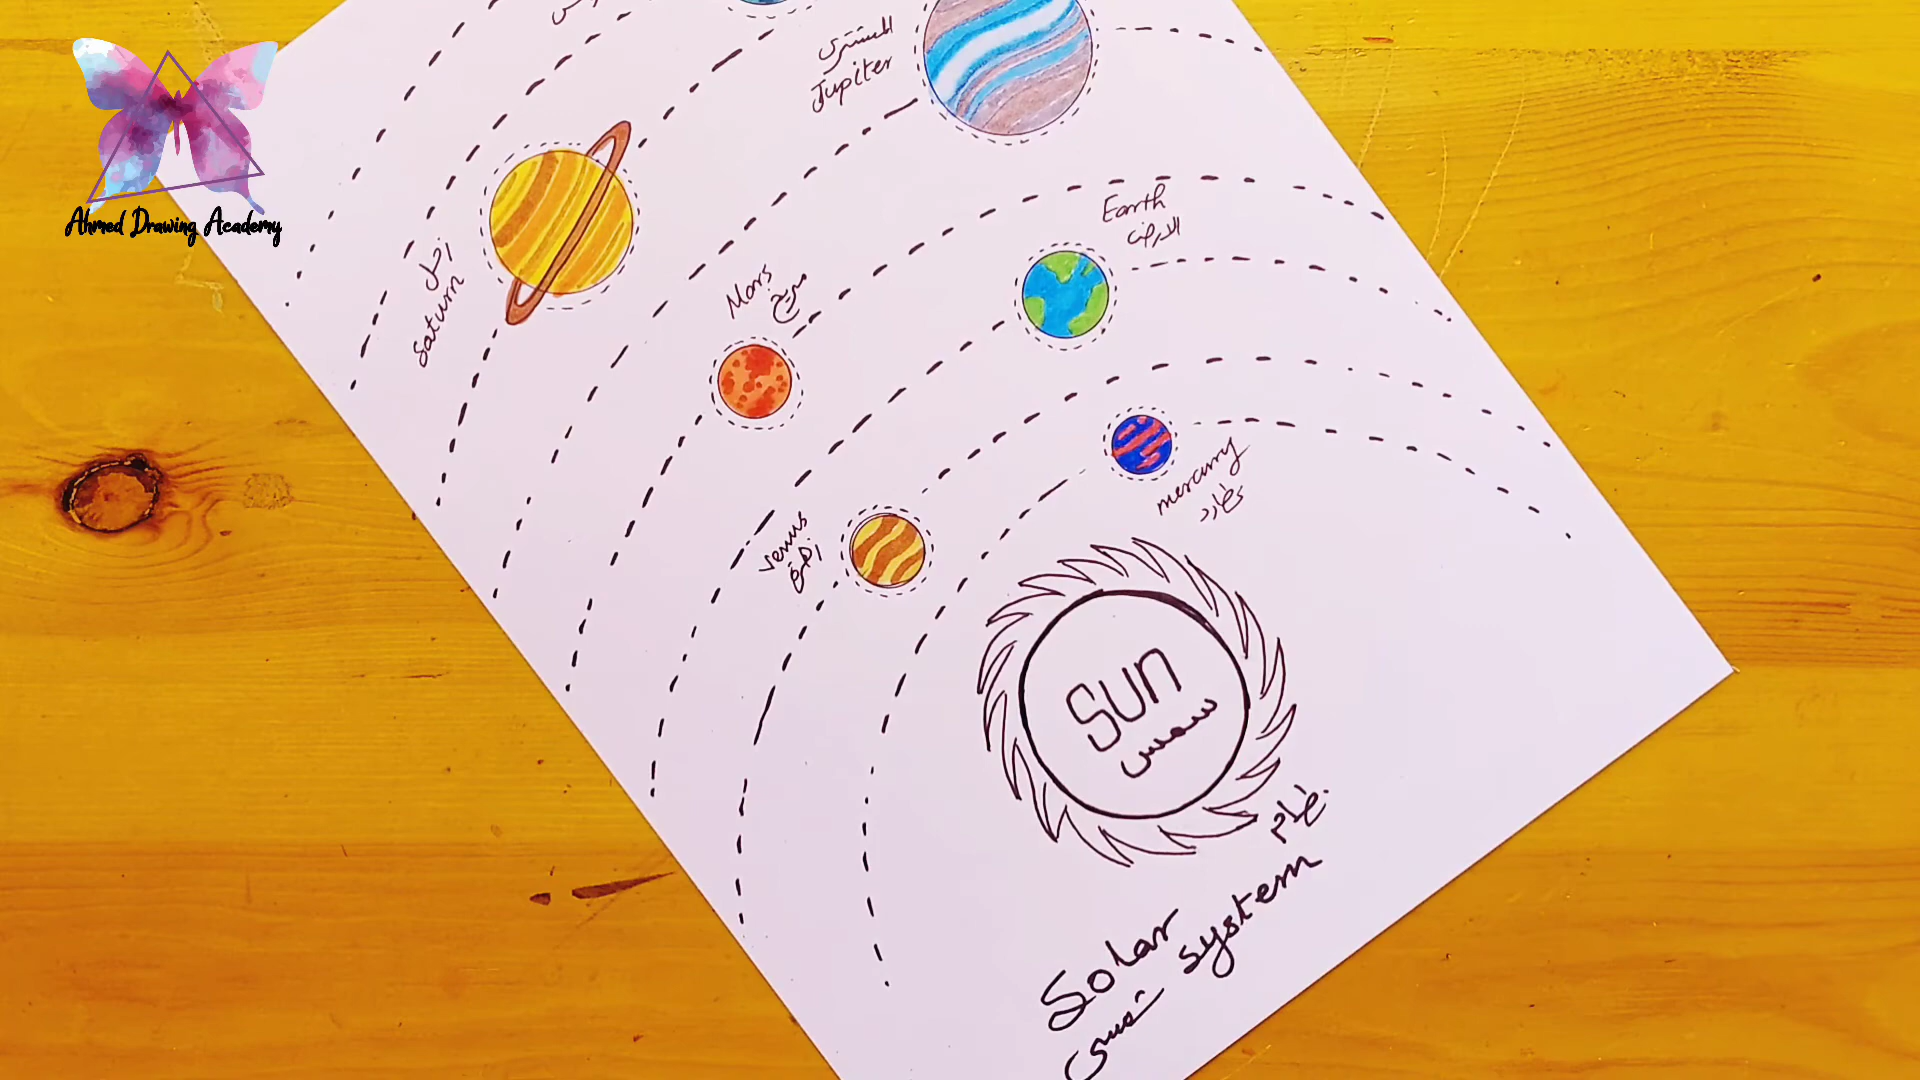 Ahmed Drawing Academy
المشترى
Jupiter
Earth
الارض
زحل
Saturn
Mars
مريخ
mercury
عطارد
venus
زهرة
Sun
شمس
نظام
Solar system
شمسى